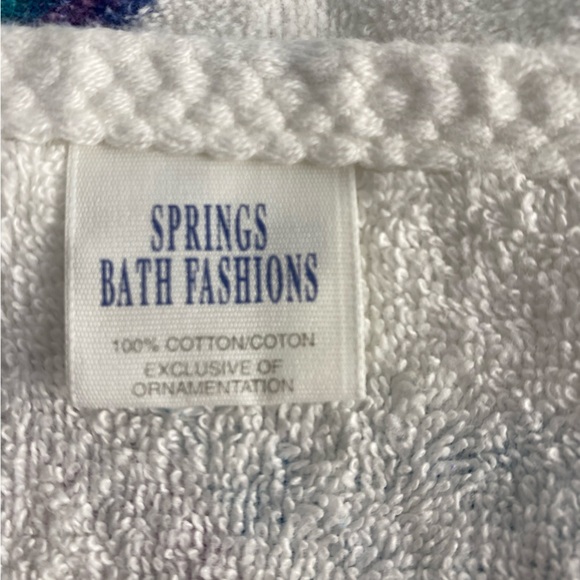 SPRINGS
BATH FASHIONS
100% COTTON/COTON
EXCLUSIVE OF
ORNAMENTATION